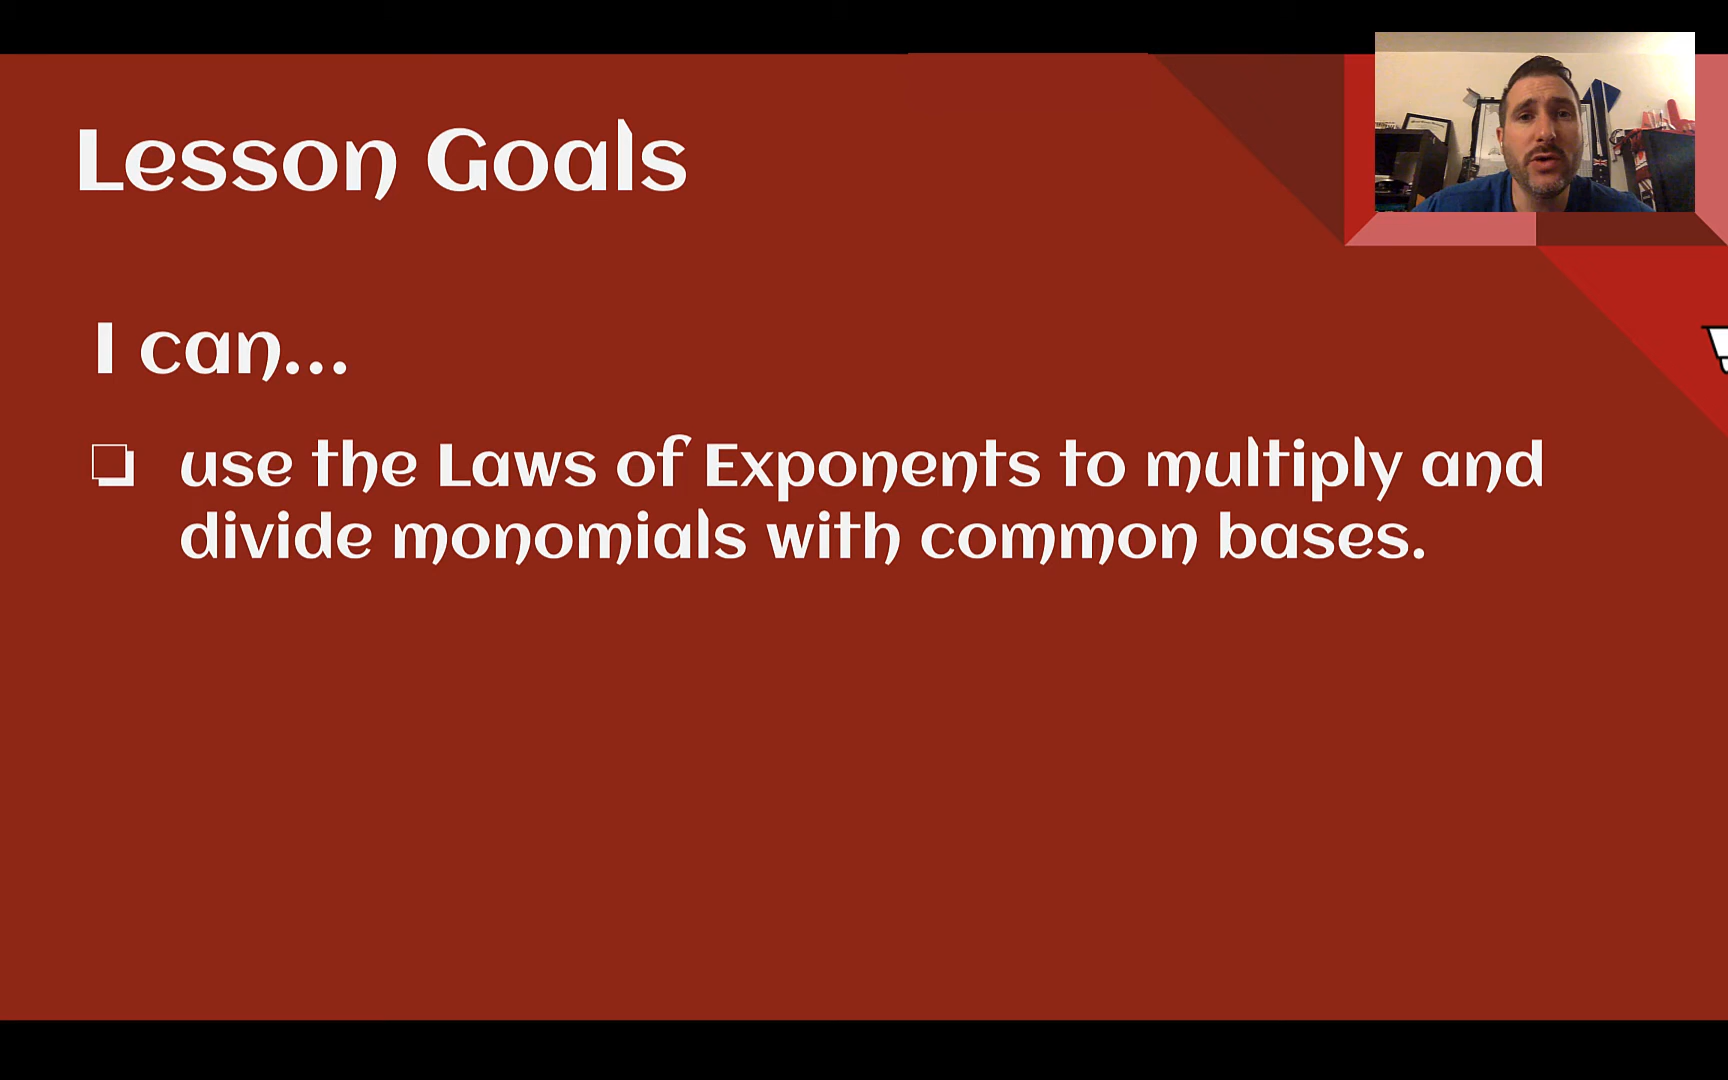 Lesson Goals
I can...
use the Laws of Exponents to multiply and
divide monomials with common bases.